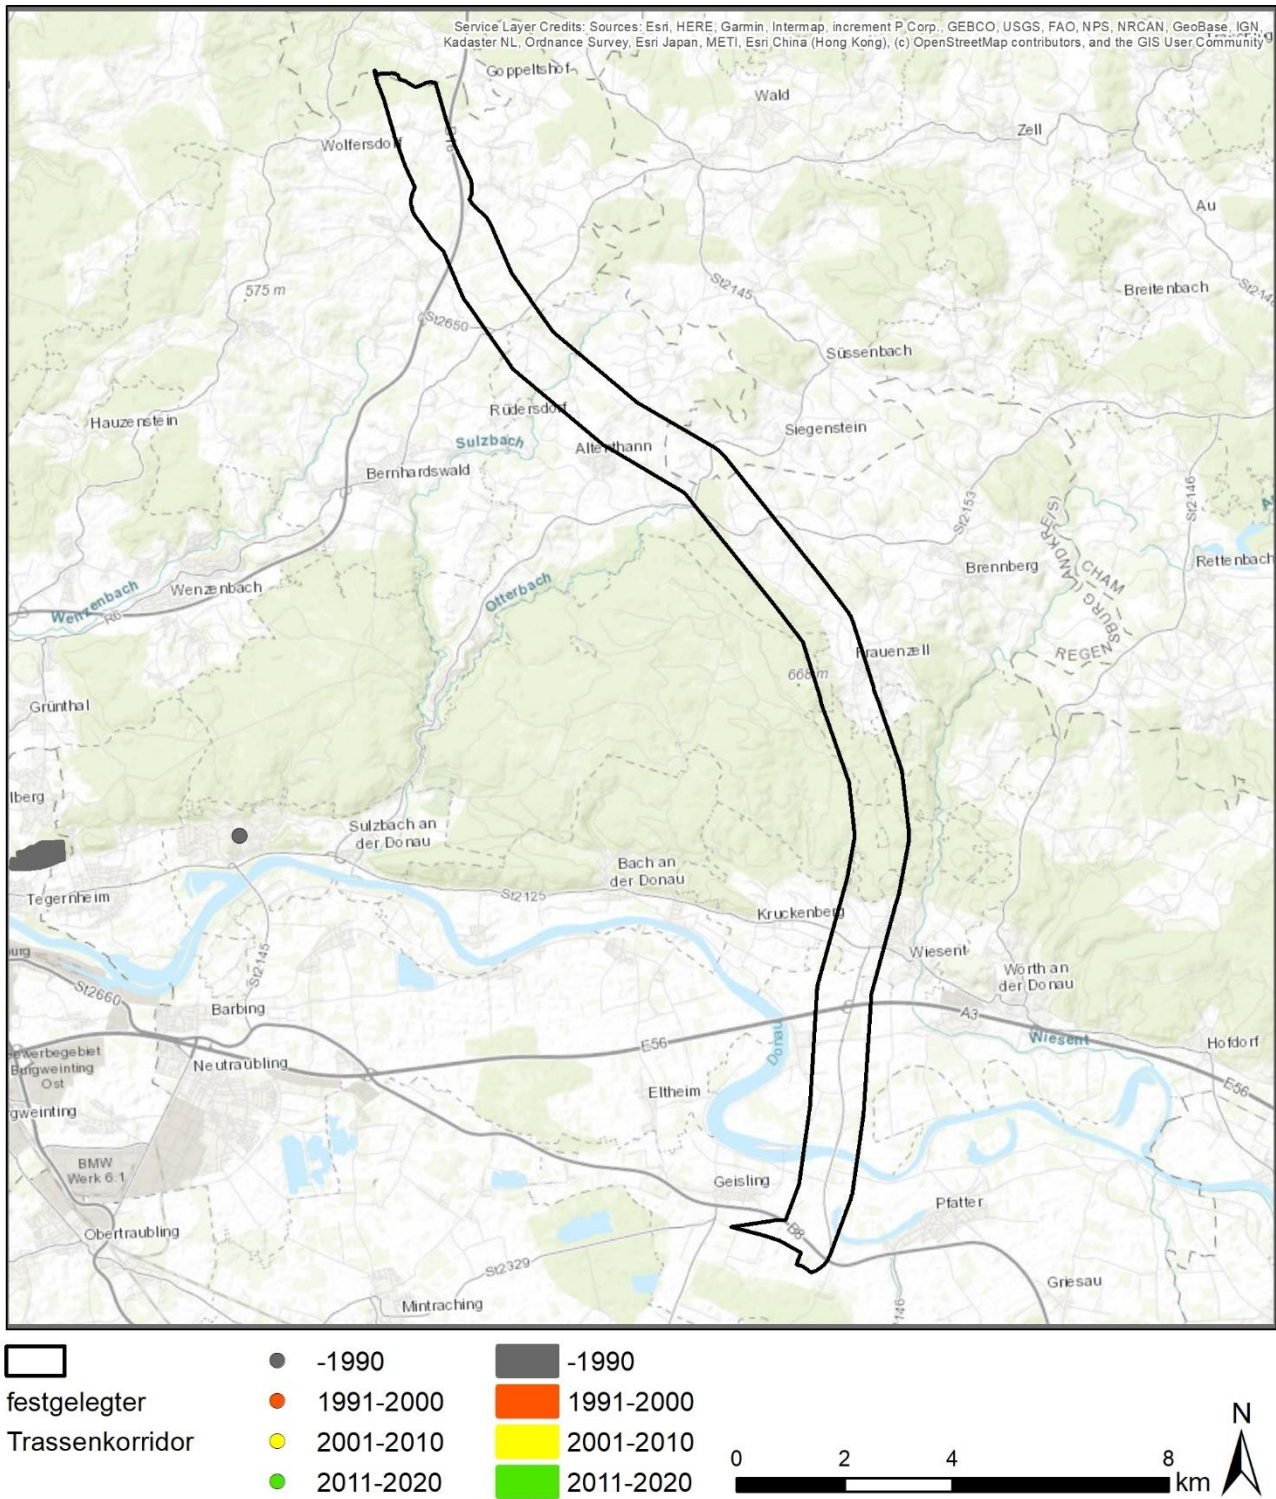 Service Layer Credits: Sources: Esri, HERE, Garmin, Intermap, increment P Corp., GEBCO, USGS, FAO, NPS, NRCAN, GeoBase, IGN,
Kadaster NL, Ordnance Survey, Esri Japan, METI, Esri China (Hong Kong), (c) OpenStreetMap contributors, and the GIS User Community
Goppeltshof
Wald
Zell
Wolfersdorf
Au
575 m
St2145
Breitenbach
St2650
Süssenbach
Rüdersdorf
Hauzenstein
Siegenstein
Sulzbach
Altenthann
Bernhardswald
St2153
St2146
Brennberg
Rettenbach
CHAM
Wenzenbach
Otterbach
Wenzenbach
R6
Frauenzell
668 m
Grünthal
lberg
Sulzbach an
der Donau
Bach an
der Donau
Tegernheim
St2125
Kruckenberg
Wiesent
Wörth an
der Donau
St2145
St2660
Barbing
A3
Donau
E56
Wiesent
Hofdorf
Burgweinting
Ost
Neutraubling
Eltheim
E56
gweinting
BMW
Werk 6.1
Geisling
Pfatter
Obertraubling
B8
St2329
Griesau
Mintraching
festgelegter
Trassenkorridor
-1990
1991-2000
2001-2010
2011-2020
-1990
1991-2000
2001-2010
2011-2020
0 2 4 8 km
N